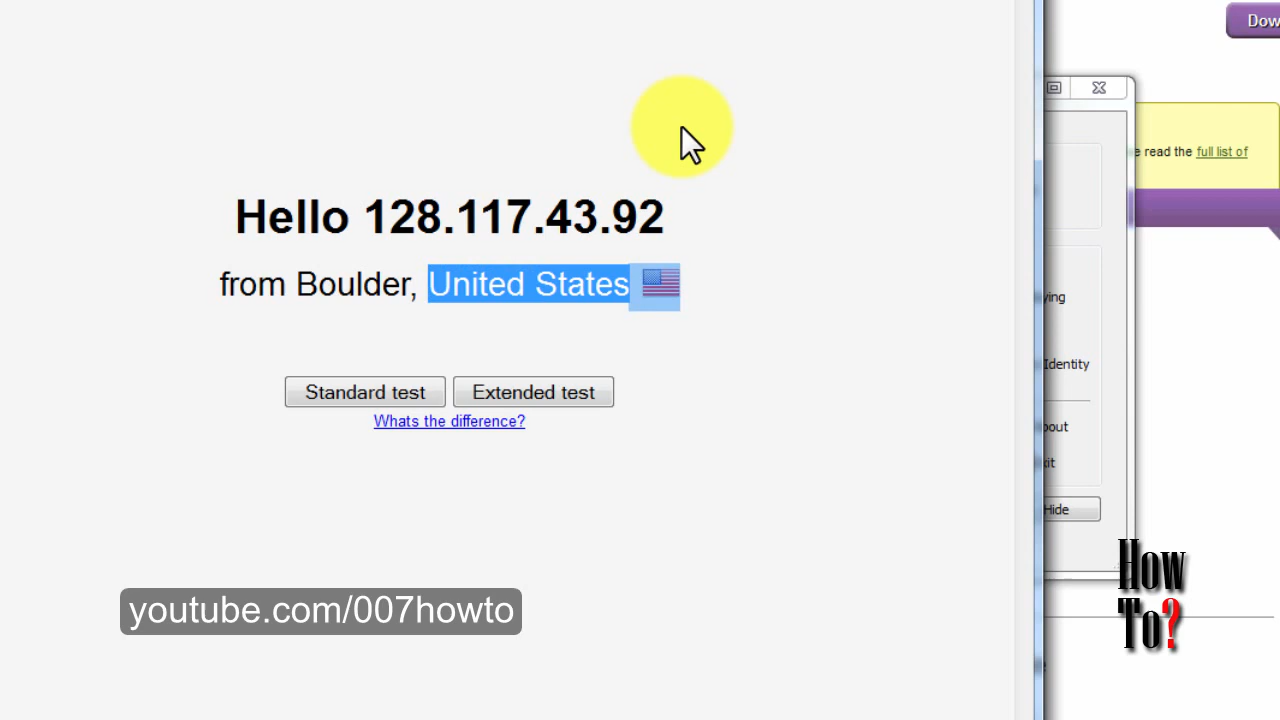 Dow
e read the full list of
Hello 128.117.43.92
from Boulder, United States
ying
Identity
Standard test Extended test
Whats the difference?
bout
xit
Hide
How
To?
youtube.com/007howto